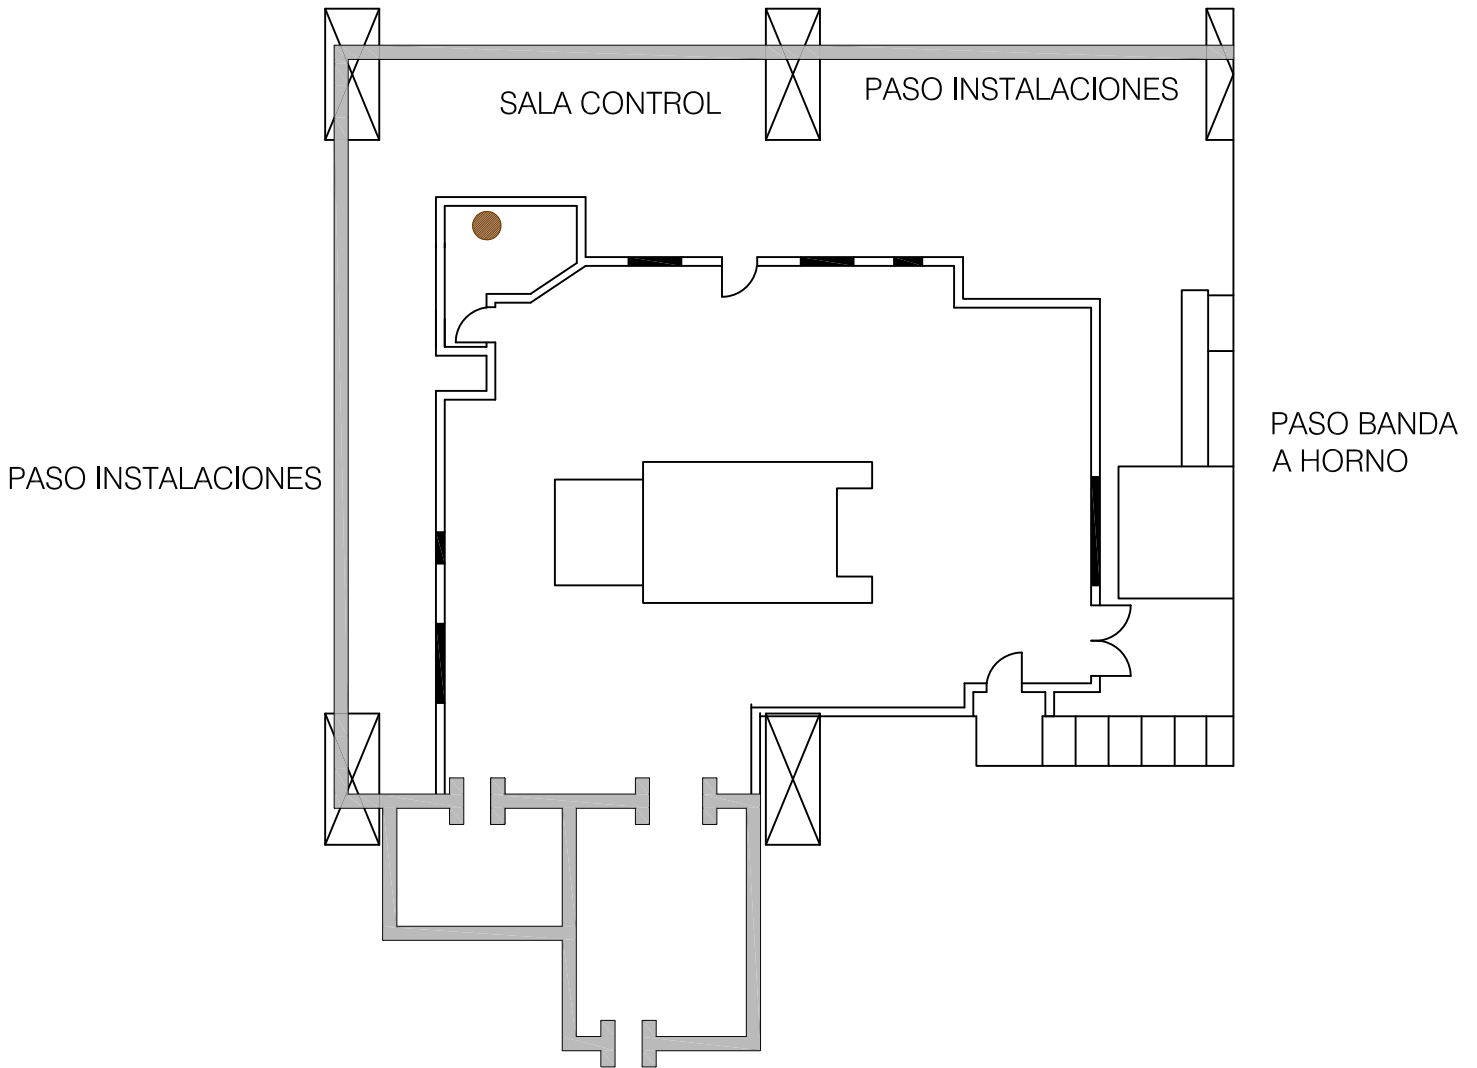 SALA CONTROL
PASO INSTALACIONES
PASO INSTALACIONES
PASO BANDA
A HORNO